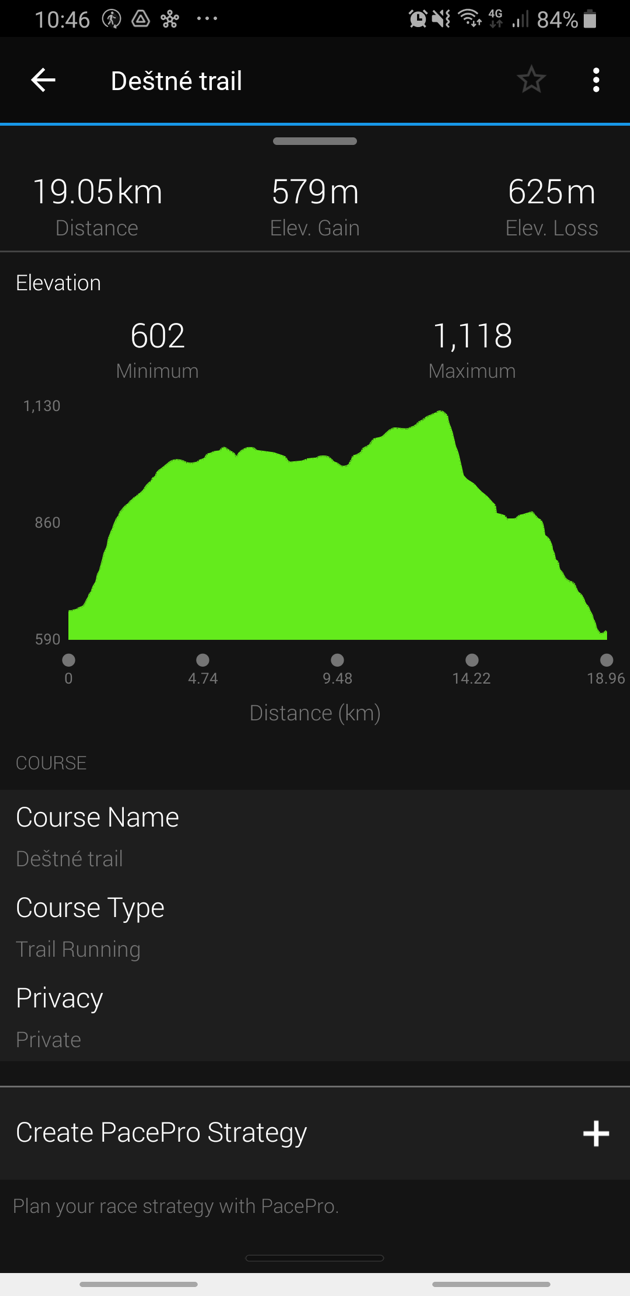 10:46 4G 84%
Deštné trail
19.05km 579m 625m
Distance Elev. Gain Elev. Loss
Elevation
602 1,118
Minimum Maximum
1,130
860
590
0 4.74 9.48 14.22 18.96
Distance (km)
COURSE
Course Name
Deštné trail
Course Type
Trail Running
Privacy
Private
Create PacePro Strategy
Plan your race strategy with PacePro.